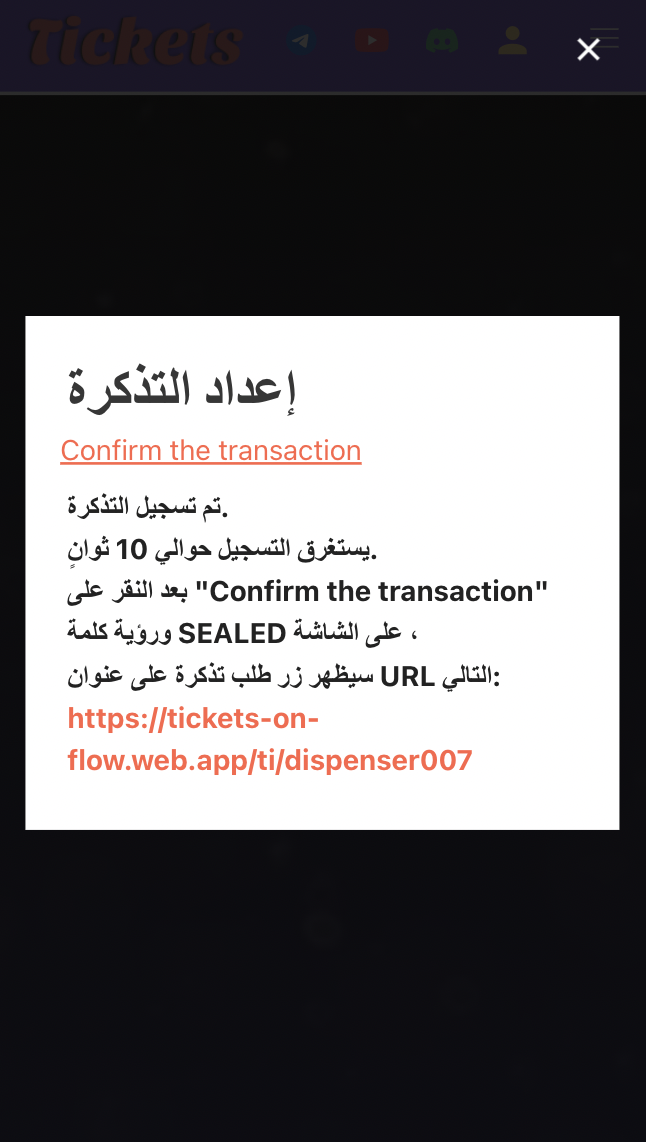 Tickets
إعداد التذكرة
Confirm the transaction
تم تسجيل التذكرة.
يستغرق التسجيل حوالي 10 ثوانٍ.
بعد النقر على "Confirm the transaction"
ورؤية كلمة SEALED على الشاشة ،
سيظهر زر طلب تذكرة على عنوان URL التالي:
https://tickets-on-
flow.web.app/ti/dispenser007